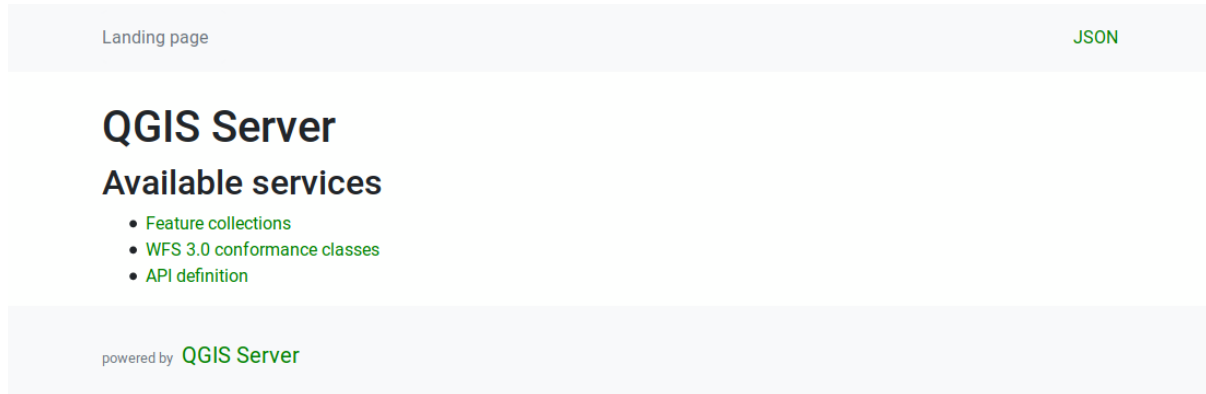 Landing page JSON
QGIS Server
Available services
Feature collections
WFS 3.0 conformance classes
API definition
powered by QGIS Server